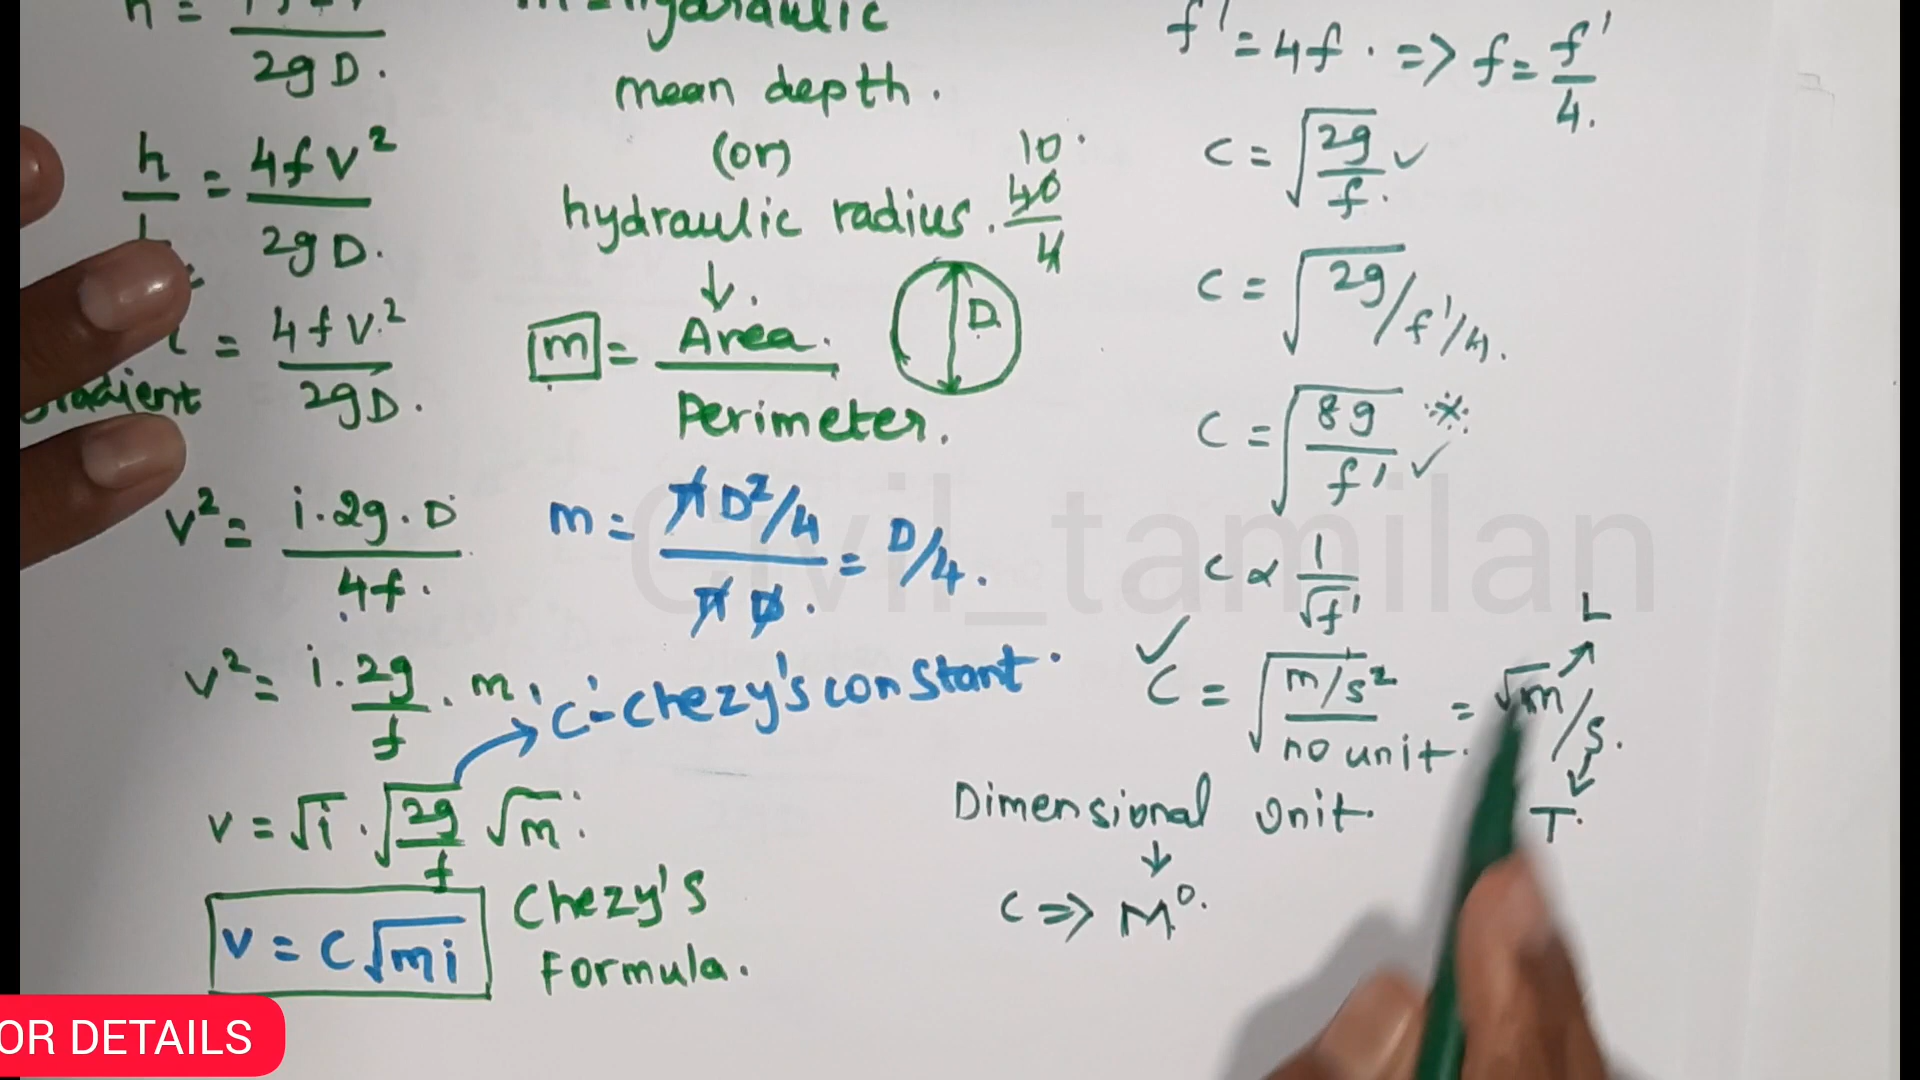 2gD.
h/L = 4fv²/2gD.
i = 4fv²/2gD.
gradient
v² = i.2g.D/4f.
v² = i.2g/f . m
v = √i . √2g/f √m
v = C√mi
Chezy's
Formula.
m = hydraulic
mean depth.
(or)
hydraulic radius.
10
40/4
m = Area./Perimeter.
D
m = πD²/4/πD. = D/4.
'C' - Chezy's constant.
f' = 4f. => f = f'/4.
C = √2g/f. ✓
C = √2g/f'/4.
C = √8g/f' ✓
C ∝ 1/√f'
✓
C = √m/s²/no unit. = √m/s.
L
T.
Dimensional Unit.
↓
C => M⁰.
Civil_tamilan
OR DETAILS